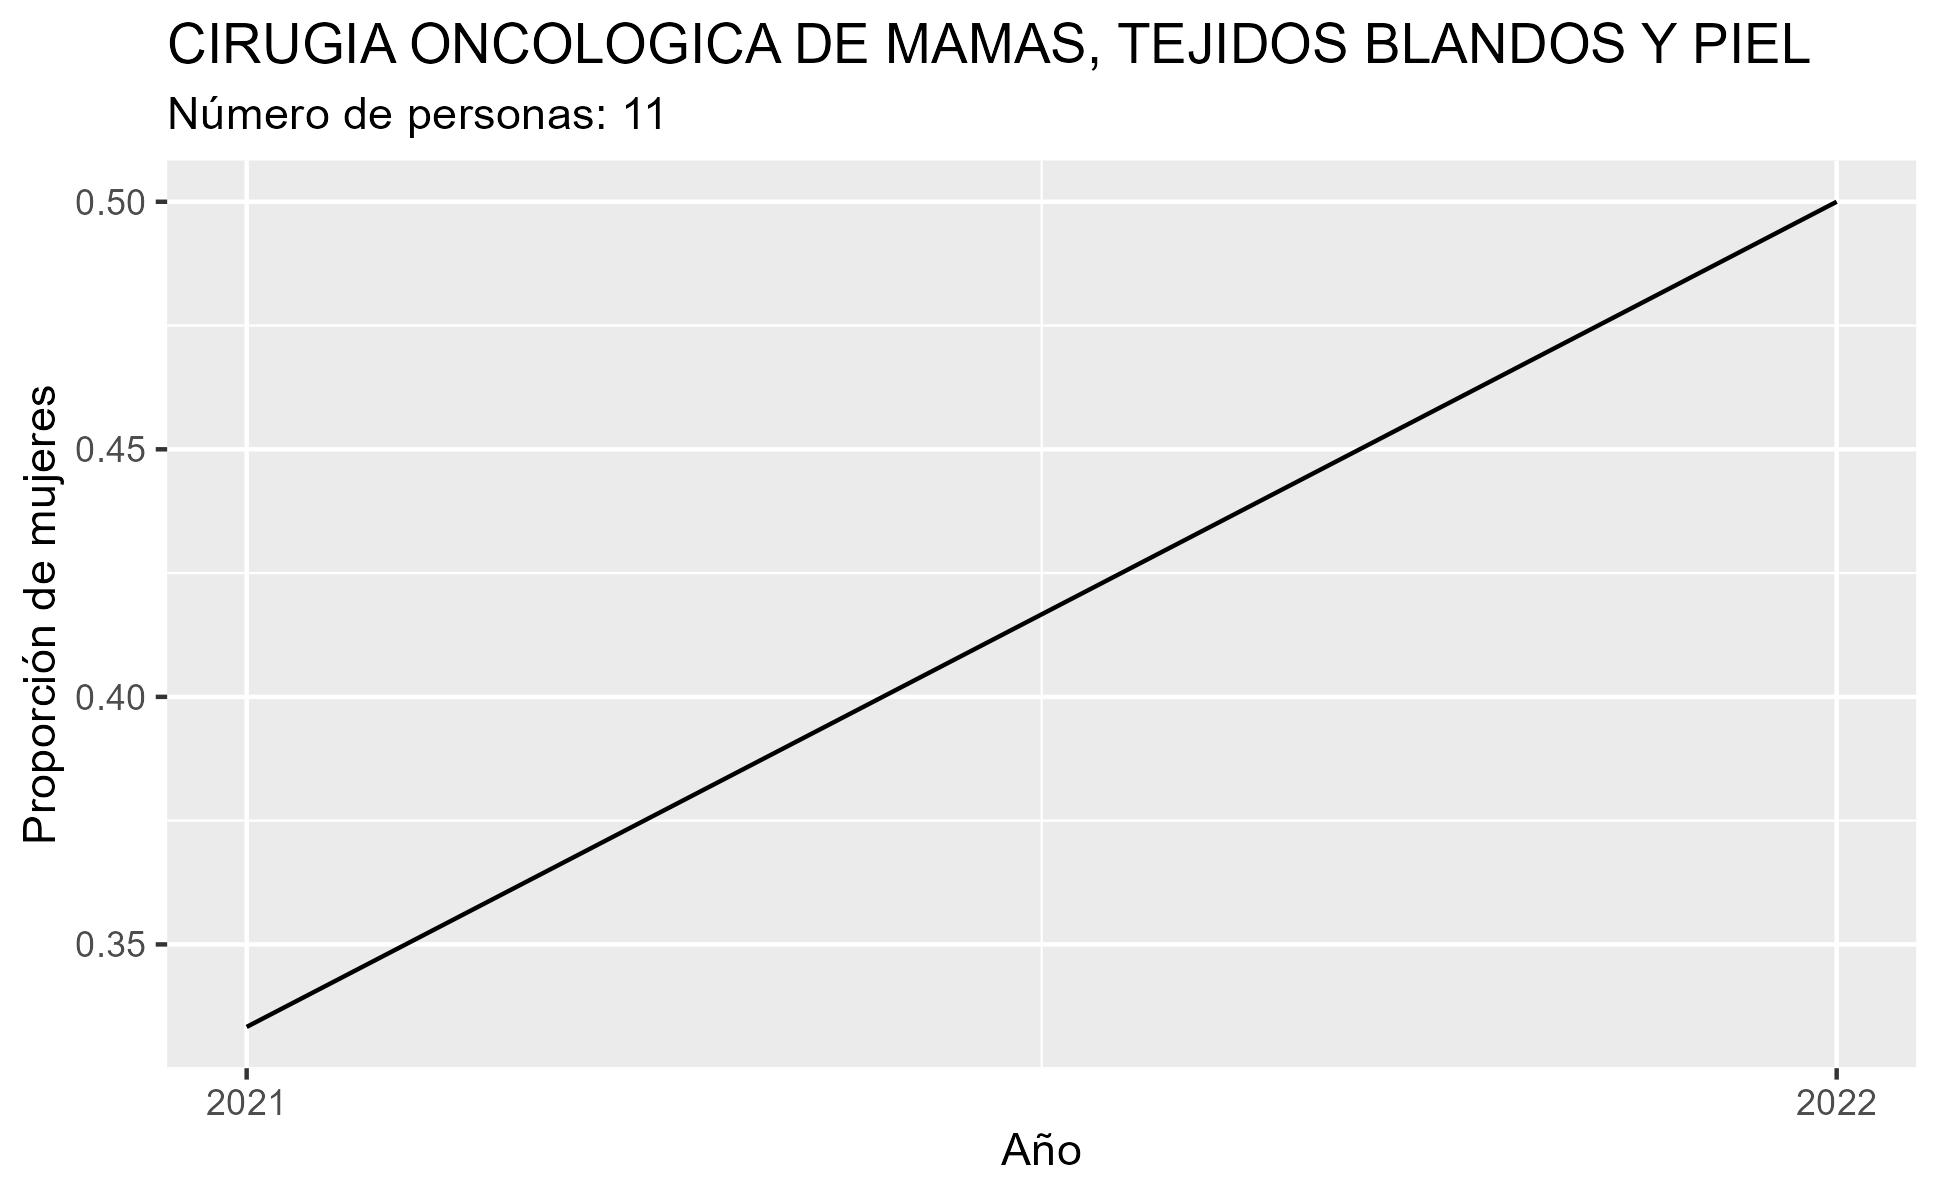 CIRUGIA ONCOLOGICA DE MAMAS, TEJIDOS BLANDOS Y PIEL
Número de personas: 11
Proporción de mujeres
0.50
0.45
0.40
0.35
2021
2022
Año